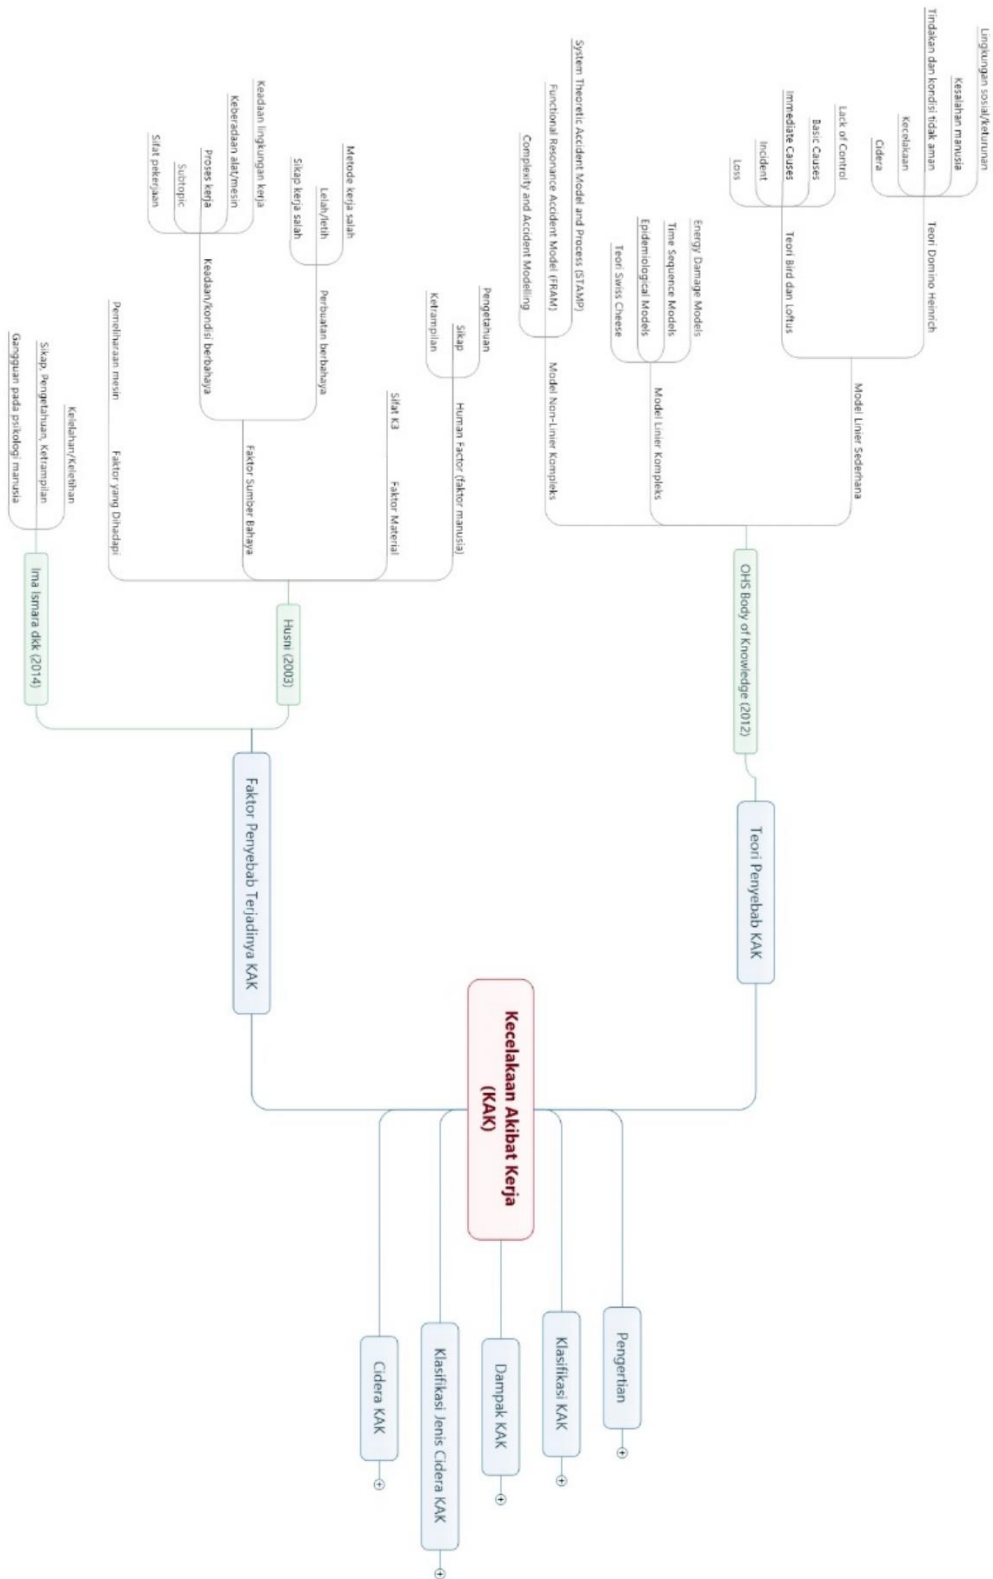 Kecelakaan Akibat Kerja
(KAK)
Teori Penyebab KAK
OHS Body of Knowledge (2012)
Model Linier Sederhana
Teori Domino Heinrich
Lingkungan sosial/keturunan
Kesalahan manusia
Tindakan dan kondisi tidak aman
Kecelakaan
Cidera
Teori Bird dan Loftus
Lack of Control
Basic Causes
Immediate Causes
Incident
Loss
Model Linier Kompleks
Energy Damage Models
Time Sequence Models
Epidemiological Models
Teori Swiss Cheese
Model Non-Linier Kompleks
System Theoretic Accident Model and Process (STAMP)
Functional Resonance Accident Model (FRAM)
Complexity and Accident Modelling
Faktor Penyebab Terjadinya KAK
Husni (2003)
Human Factor (faktor manusia)
Pengetahuan
Sikap
Ketrampilan
Faktor Material
Sifat K3
Faktor Sumber Bahaya
Perbuatan berbahaya
Metode kerja salah
Lelah/letih
Sikap kerja salah
Keadaan/kondisi berbahaya
Keadaan lingkungan kerja
Keberadaan alat/mesin
Proses kerja
Subtopic
Sifat pekerjaan
Faktor yang Dihadapi
Pemeliharaan mesin
Ima Ismara dkk (2014)
Kelelahan/Keletihan
Sikap, Pengetahuan, Ketrampilan
Gangguan pada psikologi manusia
Pengertian
Klasifikasi KAK
Dampak KAK
Klasifikasi Jenis Cidera KAK
Cidera KAK